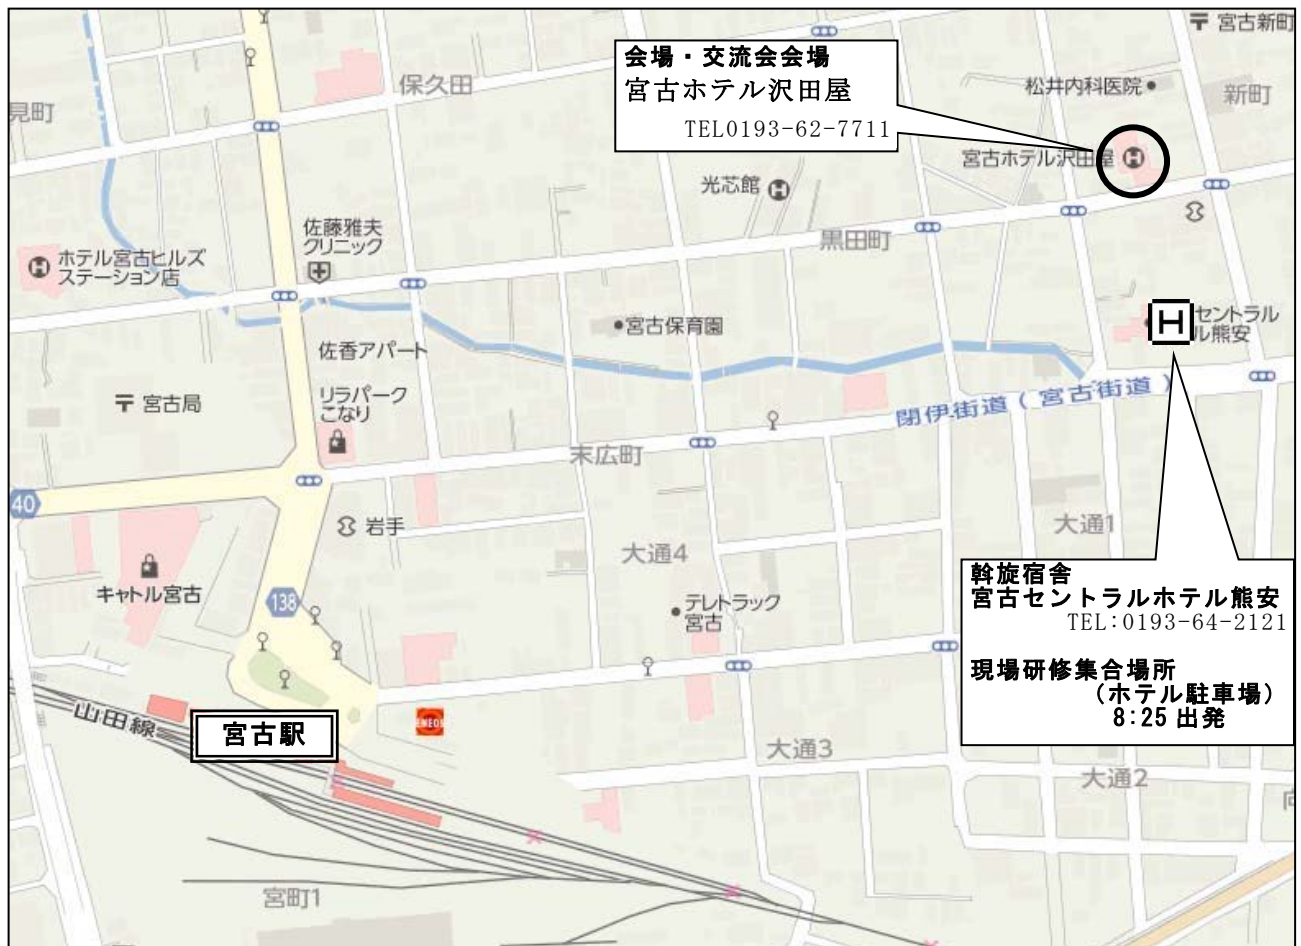 〒 宮古新町
会場・交流会会場
宮古ホテル沢田屋
TEL0193-62-7711
保久田
松井内科医院
新町
見町
宮古ホテル沢田屋
光芯館
佐藤雅夫
クリニック
黒田町
ホテル宮古ヒルズ
ステーション店
宮古保育園
セントラル
ル熊安
佐香アパート
〒 宮古局
リラパーク
こなり
閉伊街道(宮古街道)
末広町
40
岩手
大通1
大通4
キャトル宮古
138
テレトラック
宮古
斡旋宿舎
宮古セントラルホテル熊安
TEL:0193-64-2121
現場研修集合場所
(ホテル駐車場)
8:25 出発
山田線
宮古駅
ENEOS
大通3
大通2
向
宮町1